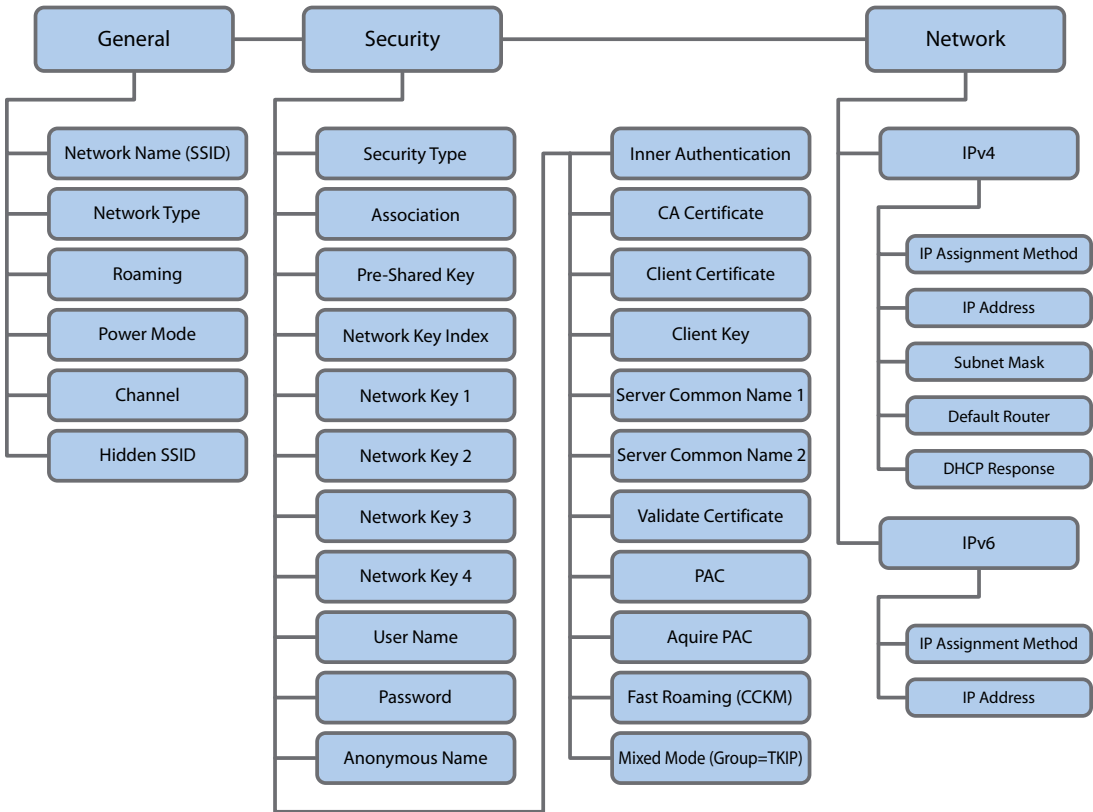 General
Security
Network
Network Name (SSID)
Network Type
Roaming
Power Mode
Channel
Hidden SSID
Security Type
Association
Pre-Shared Key
Network Key Index
Network Key 1
Network Key 2
Network Key 3
Network Key 4
User Name
Password
Anonymous Name
Inner Authentication
CA Certificate
Client Certificate
Client Key
Server Common Name 1
Server Common Name 2
Validate Certificate
PAC
Aquire PAC
Fast Roaming (CCKM)
Mixed Mode (Group=TKIP)
IPv4
IP Assignment Method
IP Address
Subnet Mask
Default Router
DHCP Response
IPv6
IP Assignment Method
IP Address